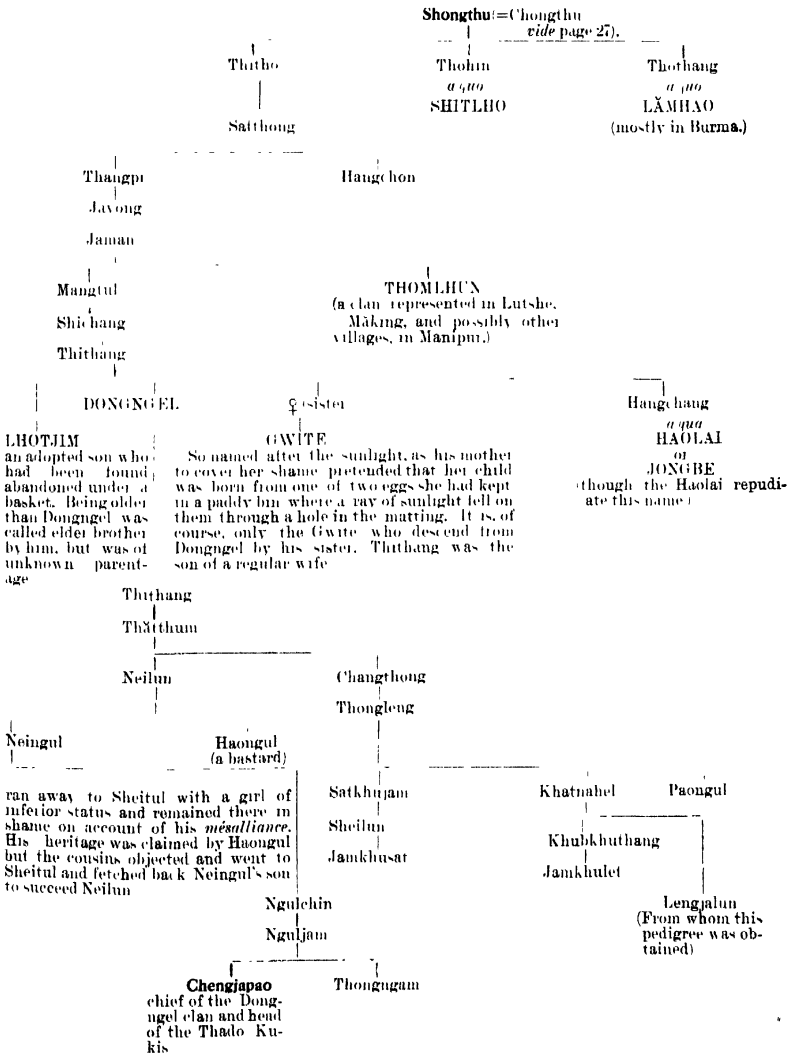 Shongthu=Chongthu
vide page 27).
Thitho Thohin Thothang
a quo a quo
SHITLHO LĂMHAO
Satthong (mostly in Burma.)
Thangpi Hangchon
Javong
Jaman
Mangtul THOMLHUN
(a clan represented in Lutshe,
Shichang Măking, and possibly other
villages, in Manipur.)
Thithang
DONGNGEL ♀ sister Hangchang
a qua
LHOTJIM GWITE HAOLAI
or
JONGBE
(though the Haolai repudi-
ate this name)
an adopted son who
had been found
abandoned under a
basket. Being older
than Dongngel was
called elder brother
by him, but was of
unknown parent-
age
So named after the sunlight, as his mother
to cover her shame pretended that her child
was born from one of two eggs she had kept
in a paddy bin where a ray of sunlight fell on
them through a hole in the matting. It is, of
course, only the Gwite who descend from
Dongngel by his sister. Thithang was the
son of a regular wife
Thithang
Thătthum
Neilun Changthong
Thongleng
Neingul Haongul
(a bastard)
ran away to Sheitul with a girl of
inferior status and remained there in
shame on account of his mésalliance.
His heritage was claimed by Haongul
but the cousins objected and went to
Sheitul and fetched back Neingul's son
to succeed Neilun
Satkhujam Khatnahel Paongul
Sheilun Khubkhuthang
Jamkhusat Jamkhulet
Ngulchin Lengjalun
(From whom this
pedigree was ob-
tained)
Nguljam
Chengjapao Thongngam
chief of the Dong-
ngel clan and head
of the Thado Ku-
kis